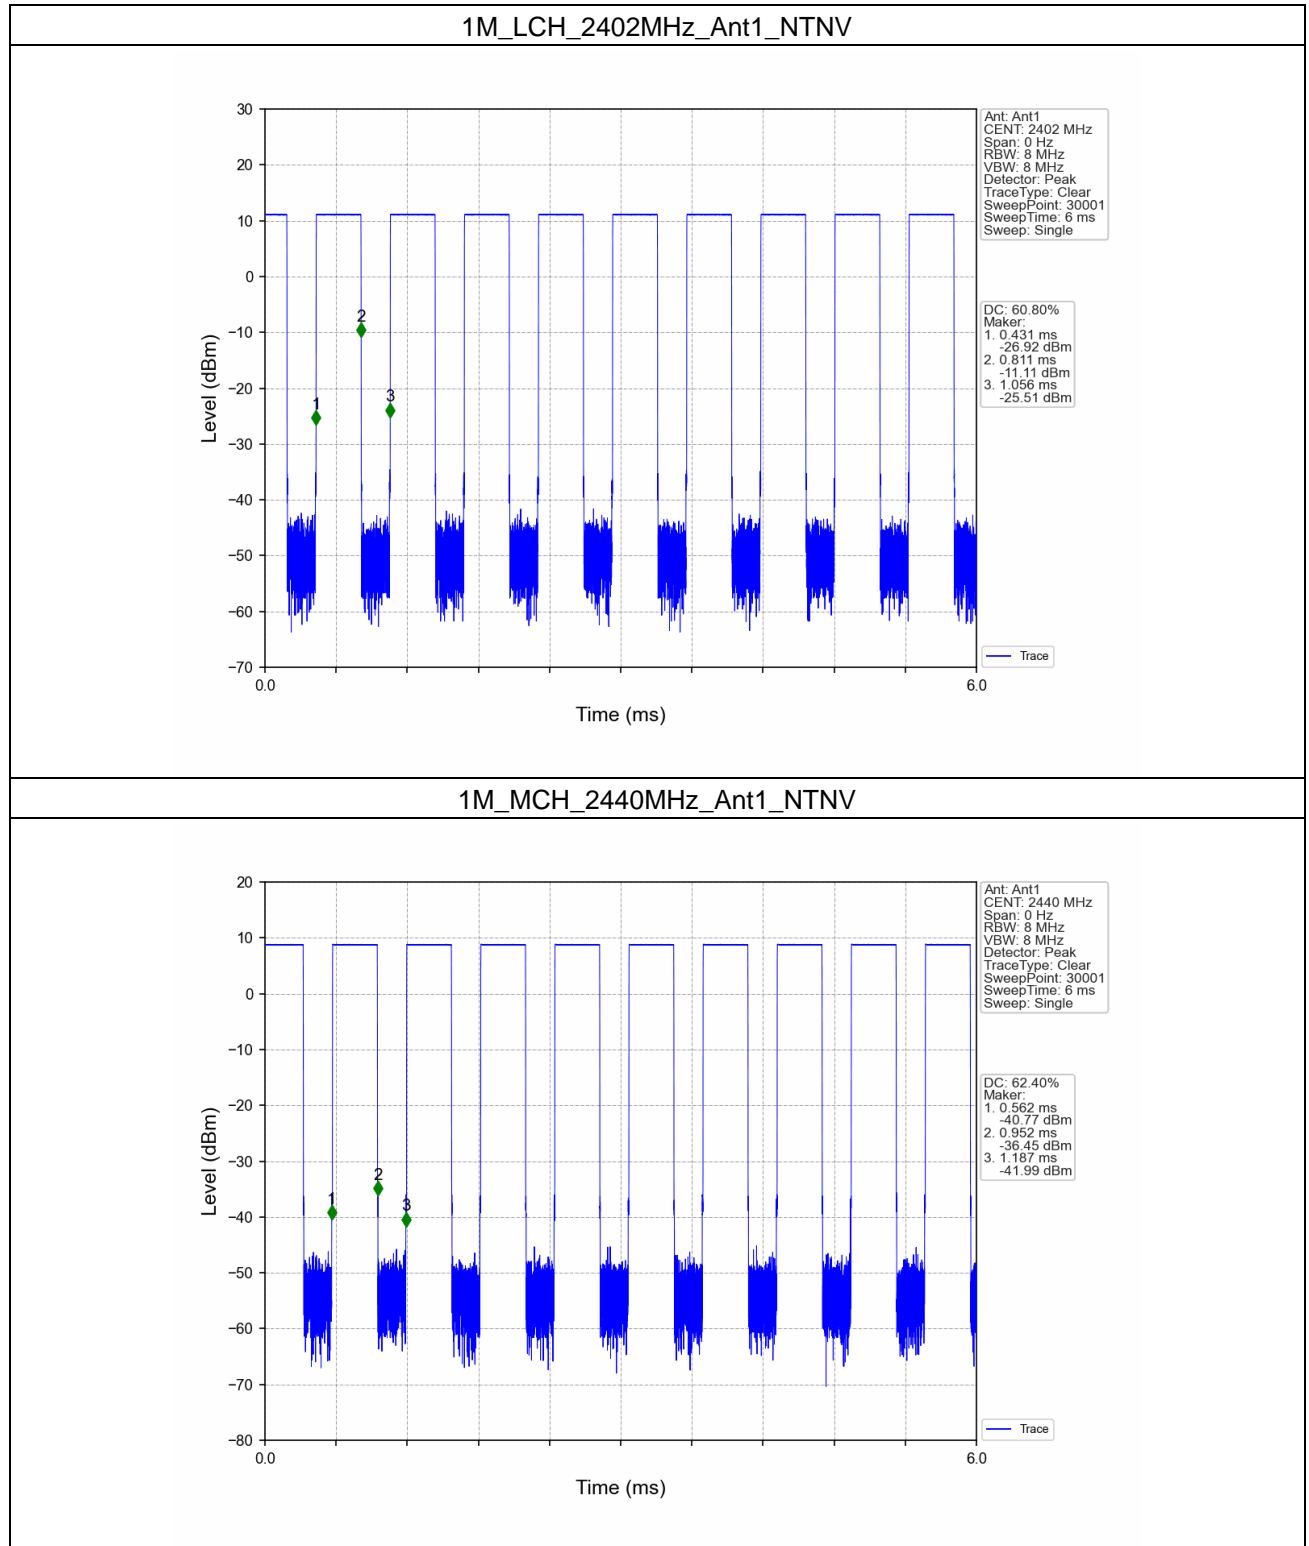 1M_LCH_2402MHz_Ant1_NTNV
30
20
10
0
−10
−20
−30
−40
−50
−60
−70
Level (dBm)
1
2
3
0.0
6.0
Time (ms)
Ant: Ant1
CENT: 2402 MHz
Span: 0 Hz
RBW: 8 MHz
VBW: 8 MHz
Detector: Peak
TraceType: Clear
SweepPoint: 30001
SweepTime: 6 ms
Sweep: Single
DC: 60.80%
Maker:
1. 0.431 ms
-26.92 dBm
2. 0.811 ms
-11.11 dBm
3. 1.056 ms
-25.51 dBm
Trace
1M_MCH_2440MHz_Ant1_NTNV
20
10
0
−10
−20
−30
−40
−50
−60
−70
−80
Level (dBm)
1
2
3
0.0
6.0
Time (ms)
Ant: Ant1
CENT: 2440 MHz
Span: 0 Hz
RBW: 8 MHz
VBW: 8 MHz
Detector: Peak
TraceType: Clear
SweepPoint: 30001
SweepTime: 6 ms
Sweep: Single
DC: 62.40%
Maker:
1. 0.562 ms
-40.77 dBm
2. 0.952 ms
-36.45 dBm
3. 1.187 ms
-41.99 dBm
Trace